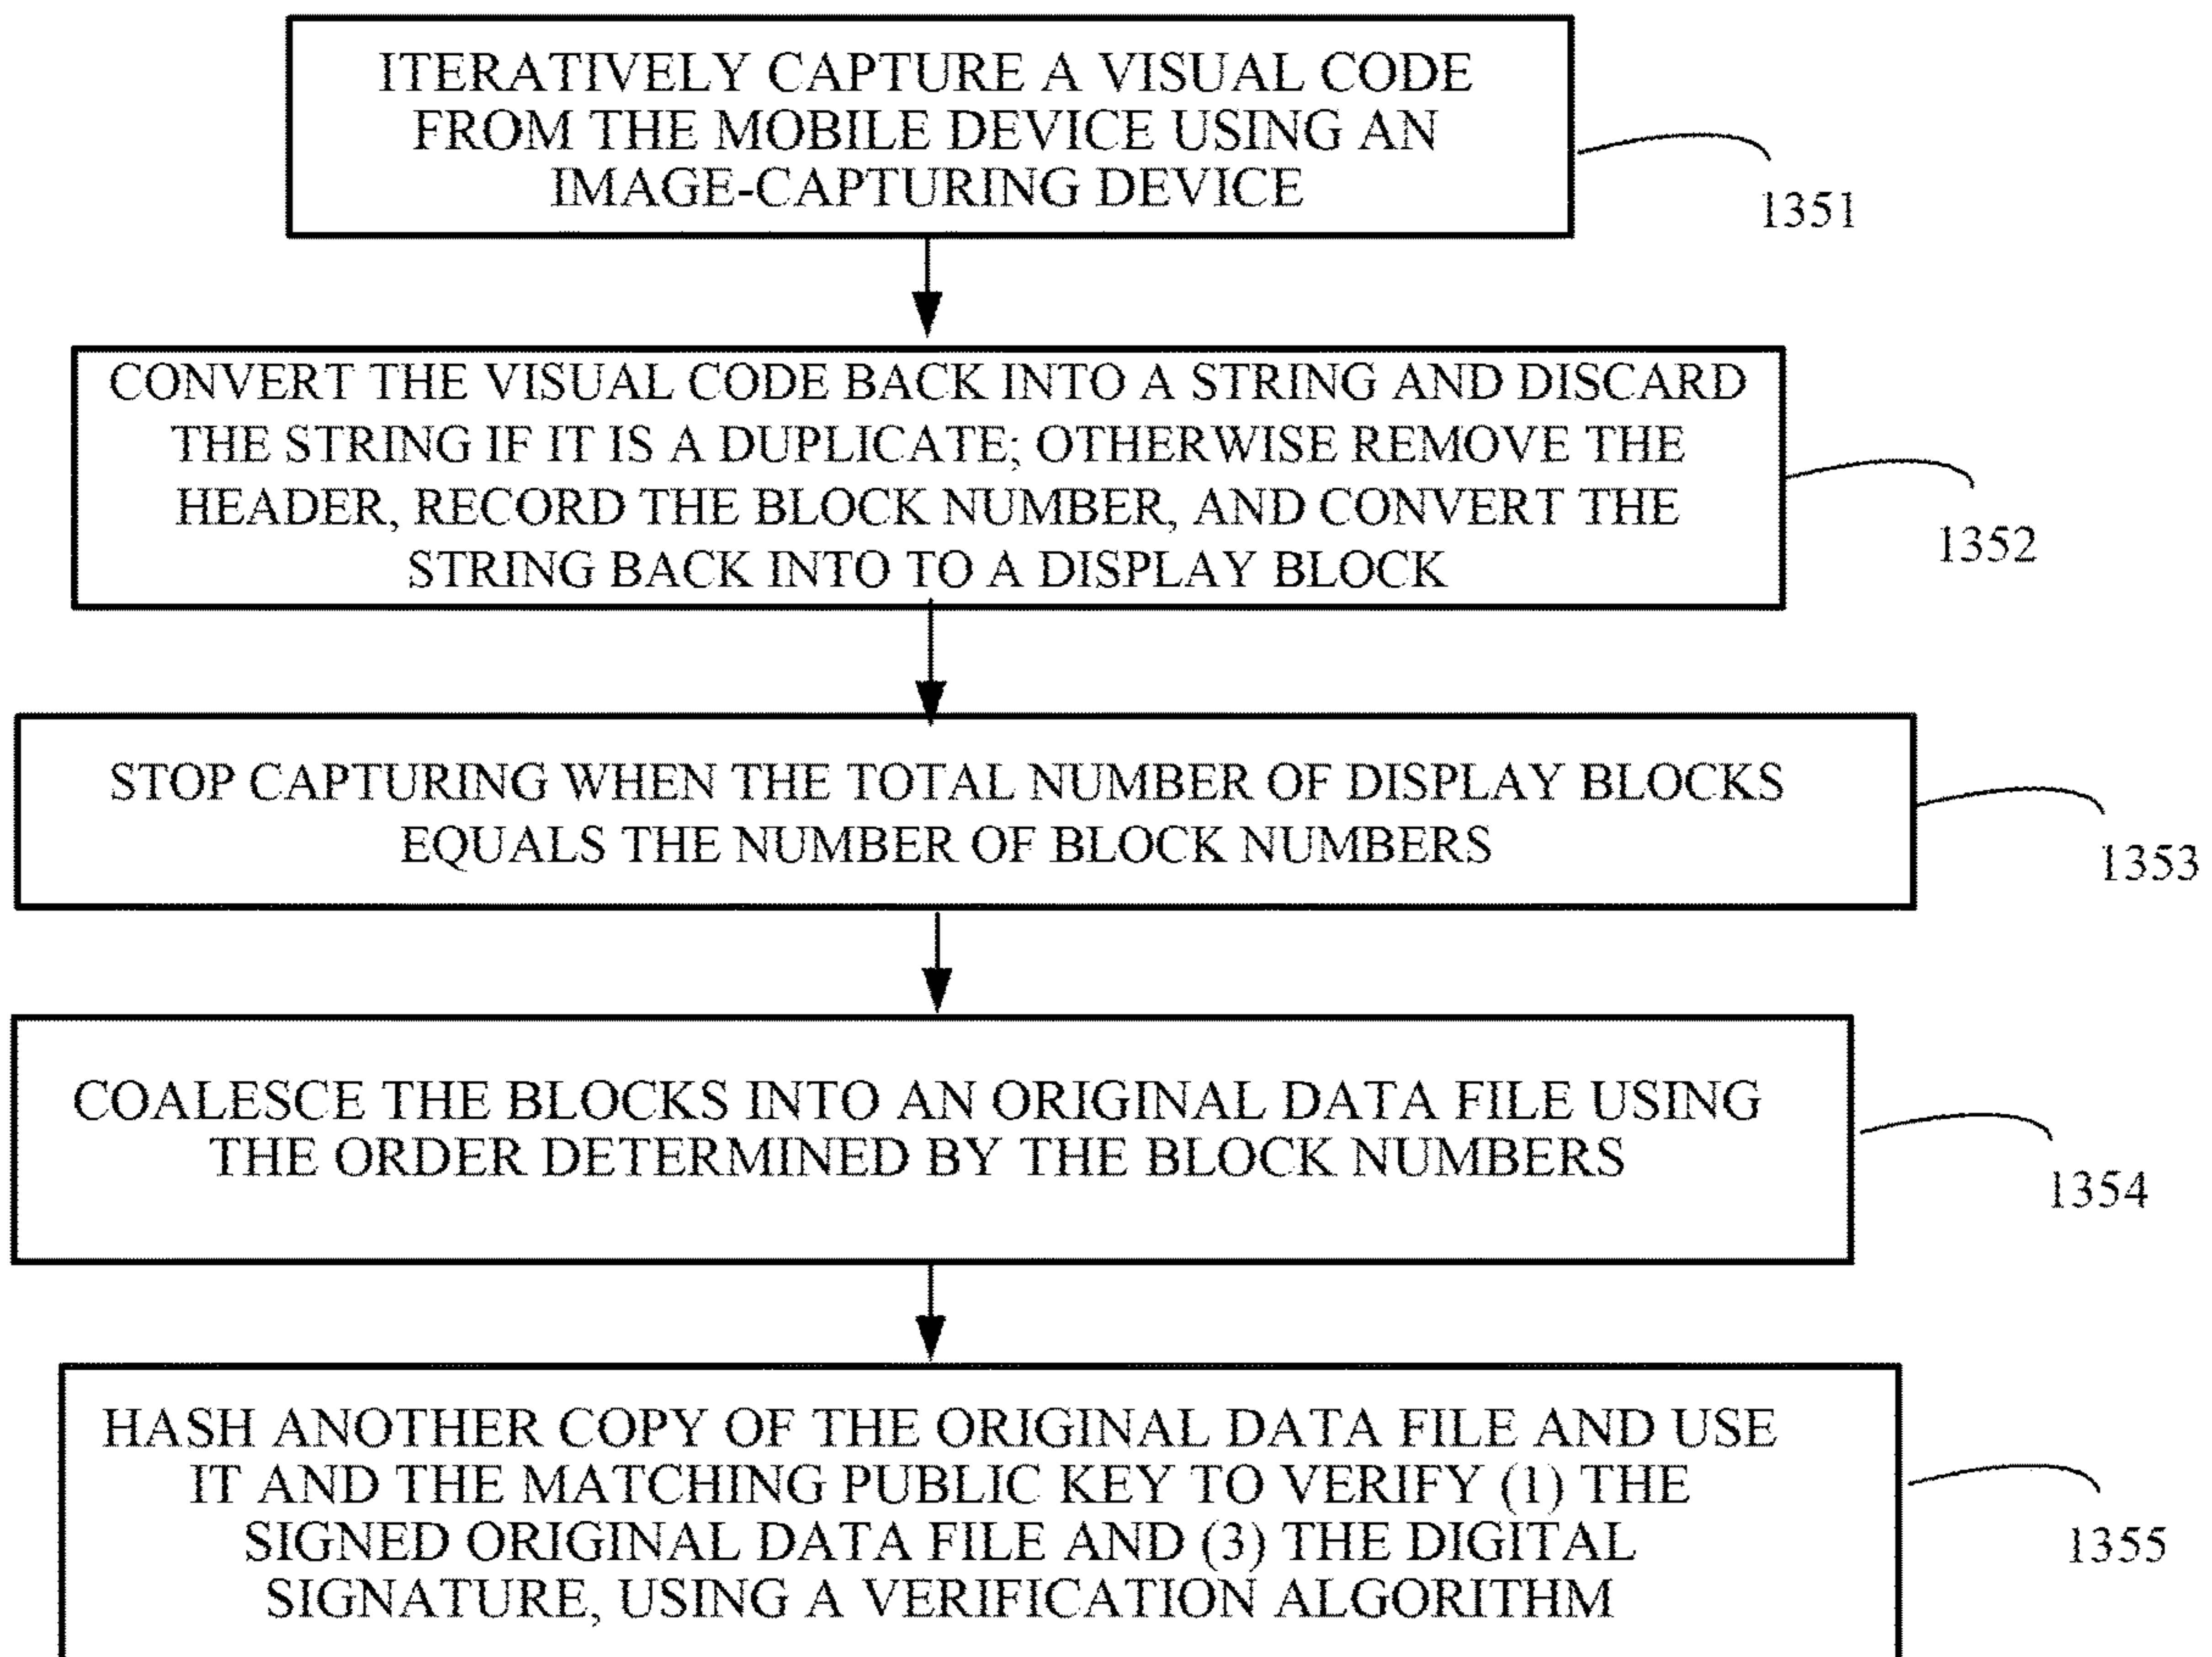 ITERATIVELY CAPTURE A VISUAL CODE
FROM THE MOBILE DEVICE USING AN
IMAGE-CAPTURING DEVICE
1351
CONVERT THE VISUAL CODE BACK INTO A STRING AND DISCARD
THE STRING IF IT IS A DUPLICATE; OTHERWISE REMOVE THE
HEADER, RECORD THE BLOCK NUMBER, AND CONVERT THE
STRING BACK INTO TO A DISPLAY BLOCK
1352
STOP CAPTURING WHEN THE TOTAL NUMBER OF DISPLAY BLOCKS
EQUALS THE NUMBER OF BLOCK NUMBERS
1353
COALESCE THE BLOCKS INTO AN ORIGINAL DATA FILE USING
THE ORDER DETERMINED BY THE BLOCK NUMBERS
1354
HASH ANOTHER COPY OF THE ORIGINAL DATA FILE AND USE
IT AND THE MATCHING PUBLIC KEY TO VERIFY (1) THE
SIGNED ORIGINAL DATA FILE AND (3) THE DIGITAL
SIGNATURE, USING A VERIFICATION ALGORITHM
1355